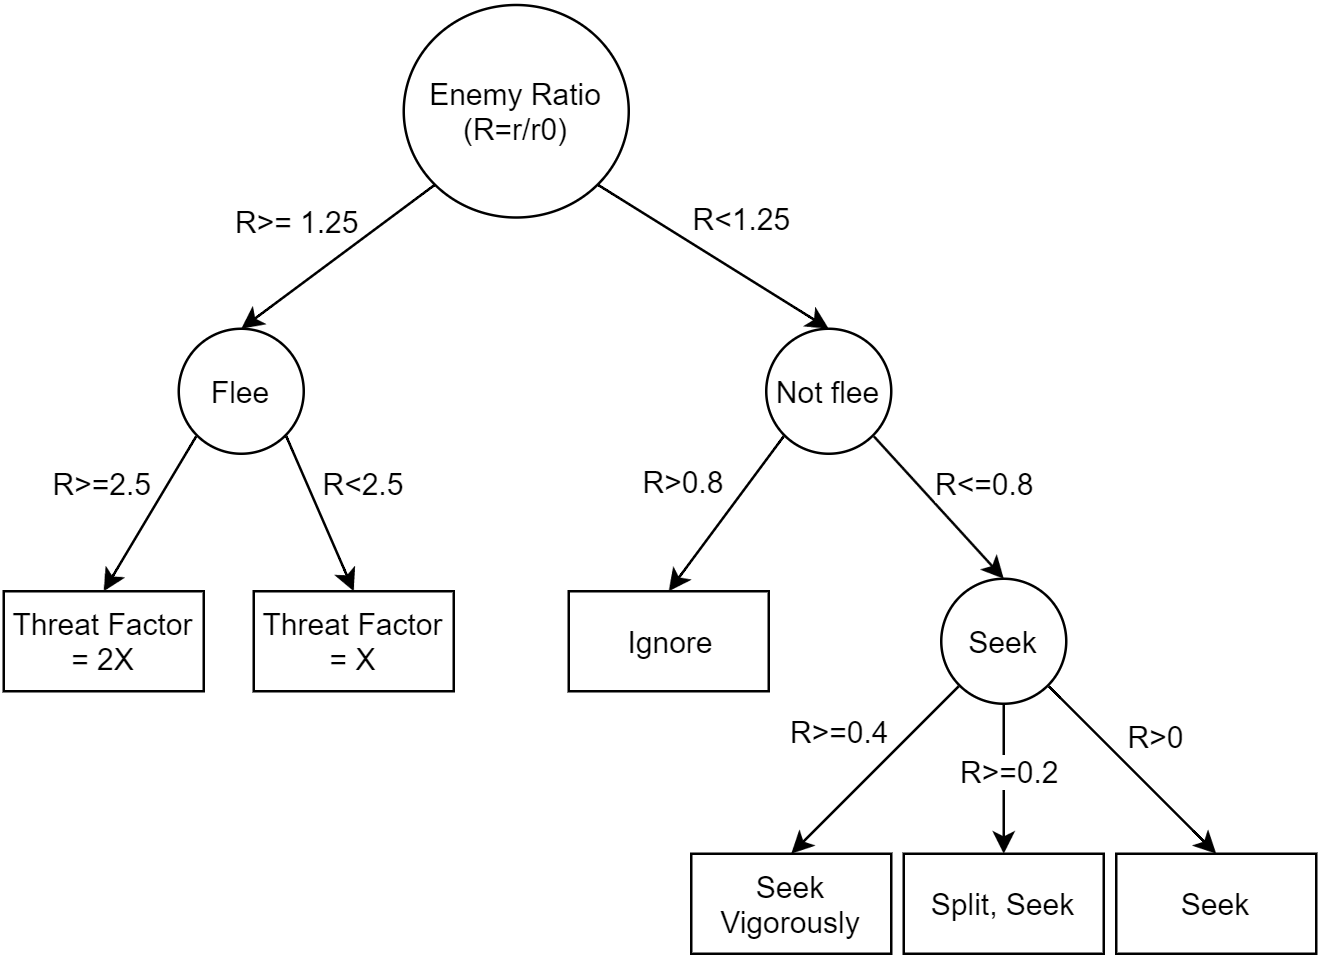 Enemy Ratio
(R=r/r0)
R>= 1.25
R<1.25
Flee
Not flee
R>=2.5
R<2.5
R>0.8
R<=0.8
Threat Factor
= 2X
Threat Factor
= X
Ignore
Seek
R>=0.4
R>=0.2
R>0
Seek
Vigorously
Split, Seek
Seek